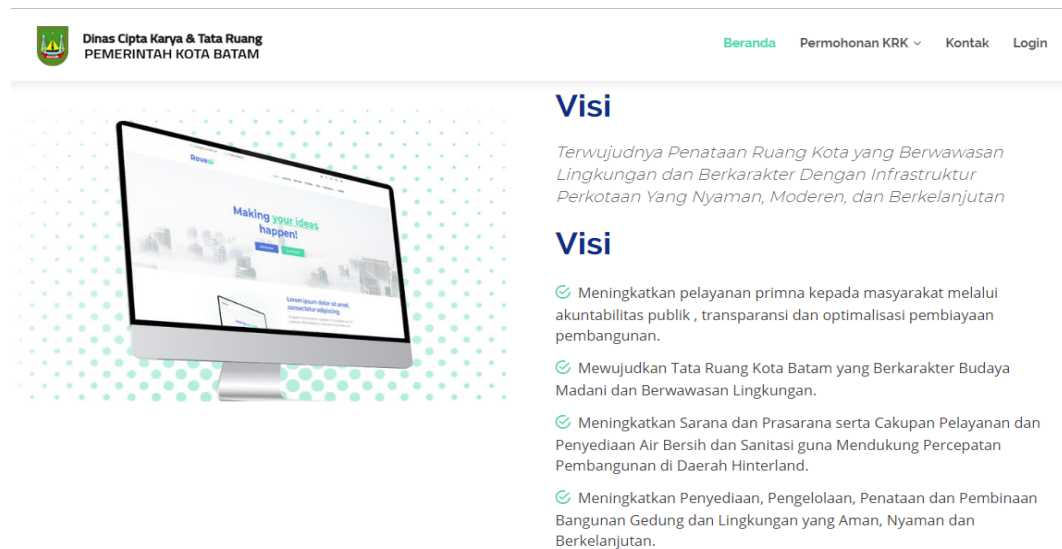 Dinas Cipta Karya & Tata Ruang
PEMERINTAH KOTA BATAM
Beranda
Permohonan KRK
Kontak
Login
Revesi
Making your ideas
happen!
Lorem ipsum dolor sit amet,
consectetur adipiscing
Visi
Terwujudnya Penataan Ruang Kota yang Berwawasan
Lingkungan dan Berkarakter Dengan Infrastruktur
Perkotaan Yang Nyaman, Moderen, dan Berkelanjutan
Visi
Meningkatkan pelayanan primna kepada masyarakat melalui
akuntabilitas publik , transparansi dan optimalisasi pembiayaan
pembangunan.
Mewujudkan Tata Ruang Kota Batam yang Berkarakter Budaya
Madani dan Berwawasan Lingkungan.
Meningkatkan Sarana dan Prasarana serta Cakupan Pelayanan dan
Penyediaan Air Bersih dan Sanitasi guna Mendukung Percepatan
Pembangunan di Daerah Hinterland.
Meningkatkan Penyediaan, Pengelolaan, Penataan dan Pembinaan
Bangunan Gedung dan Lingkungan yang Aman, Nyaman dan
Berkelanjutan.